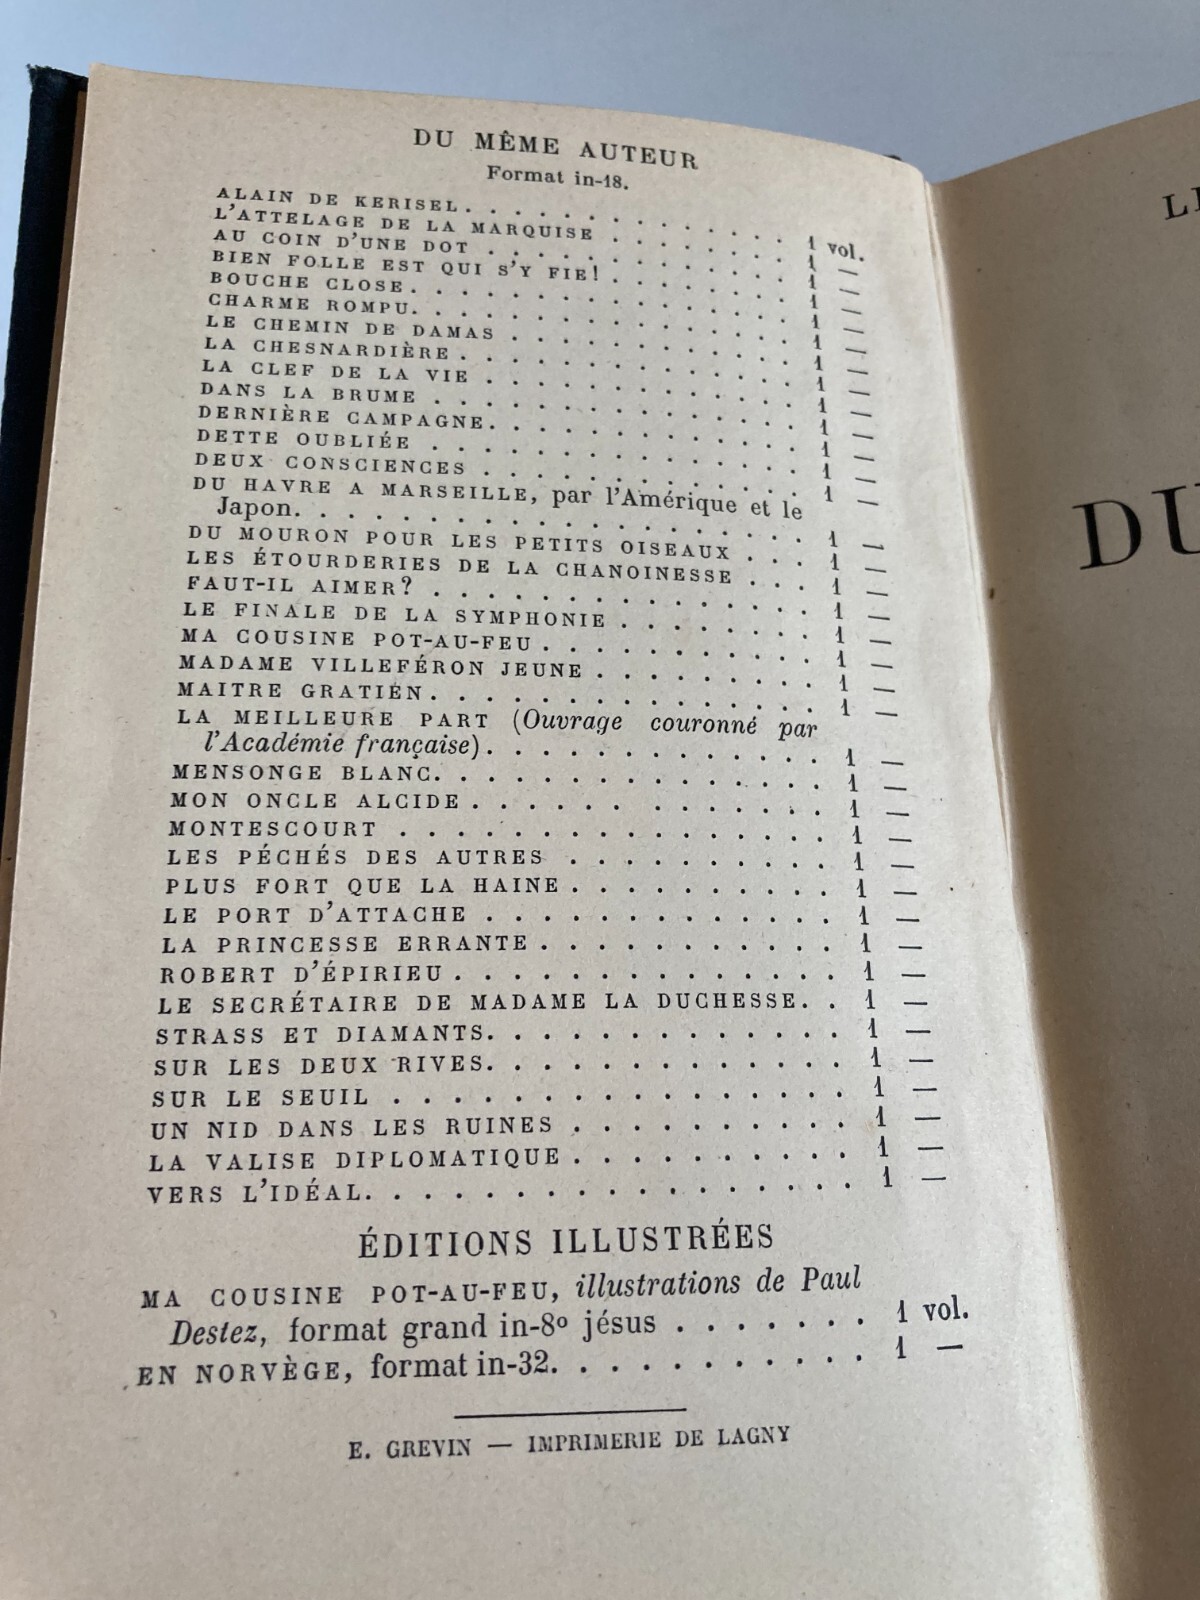 DU MÊME AUTEUR
Format in-18.
ALAIN DE KERISEL. . . . . . . . . . . . 1 vol.
L'ATTELAGE DE LA MARQUISE . . . . . . . 1 —
AU COIN D'UNE DOT . . . . . . . . . . . 1 —
BIEN FOLLE EST QUI S'Y FIE! . . . . . . . 1 —
BOUCHE CLOSE. . . . . . . . . . . . . . 1 —
CHARME ROMPU. . . . . . . . . . . . . . 1 —
LE CHEMIN DE DAMAS . . . . . . . . . . 1 —
LA CHESNARDIÈRE . . . . . . . . . . . . 1 —
LA CLEF DE LA VIE . . . . . . . . . . . 1 —
DANS LA BRUME . . . . . . . . . . . . . 1 —
DERNIÈRE CAMPAGNE. . . . . . . . . . . 1 —
DETTE OUBLIÉE . . . . . . . . . . . . . 1 —
DEUX CONSCIENCES . . . . . . . . . . . 1 —
DU HAVRE A MARSEILLE, par l'Amérique et le
Japon. . . . . . . . . . . . . . . . . . 1 —
DU MOURON POUR LES PETITS OISEAUX . . . 1 —
LES ÉTOURDERIES DE LA CHANOINESSE . . . 1 —
FAUT-IL AIMER? . . . . . . . . . . . . . 1 —
LE FINALE DE LA SYMPHONIE . . . . . . . 1 —
MA COUSINE POT-AU-FEU . . . . . . . . . 1 —
MADAME VILLEFÉRON JEUNE . . . . . . . . 1 —
MAITRE GRATIEN. . . . . . . . . . . . . 1 —
LA MEILLEURE PART (Ouvrage couronné par
l'Académie française) . . . . . . . . . . 1 —
MENSONGE BLANC. . . . . . . . . . . . . 1 —
MON ONCLE ALCIDE . . . . . . . . . . . 1 —
MONTESCOURT . . . . . . . . . . . . . . 1 —
LES PÉCHÉS DES AUTRES . . . . . . . . . 1 —
PLUS FORT QUE LA HAINE . . . . . . . . . 1 —
LE PORT D'ATTACHE . . . . . . . . . . . 1 —
LA PRINCESSE ERRANTE . . . . . . . . . . 1 —
ROBERT D'ÉPIRIEU . . . . . . . . . . . . 1 —
LE SECRÉTAIRE DE MADAME LA DUCHESSE. . 1 —
STRASS ET DIAMANTS. . . . . . . . . . . 1 —
SUR LES DEUX RIVES. . . . . . . . . . . 1 —
SUR LE SEUIL . . . . . . . . . . . . . . 1 —
UN NID DANS LES RUINES . . . . . . . . . 1 —
LA VALISE DIPLOMATIQUE . . . . . . . . . 1 —
VERS L'IDÉAL. . . . . . . . . . . . . . . 1 —
ÉDITIONS ILLUSTRÉES
MA COUSINE POT-AU-FEU, illustrations de Paul
Destez, format grand in-8º jésus . . . . . . . 1 vol.
EN NORVÈGE, format in-32. . . . . . . . . . 1 —
E. GREVIN — IMPRIMERIE DE LAGNY
DU